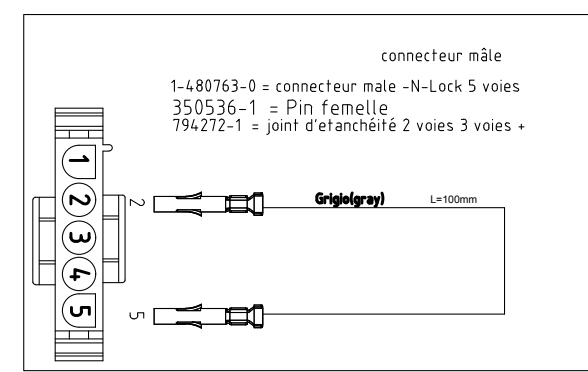 connecteur mâle
1-480763-0 = connecteur male -N-Lock 5 voies
350536-1 = Pin femelle
794272-1 = joint d'etanchéité 2 voies 3 voies +
1
2
3
4
5
2
Grigio(gray) L=100mm
5